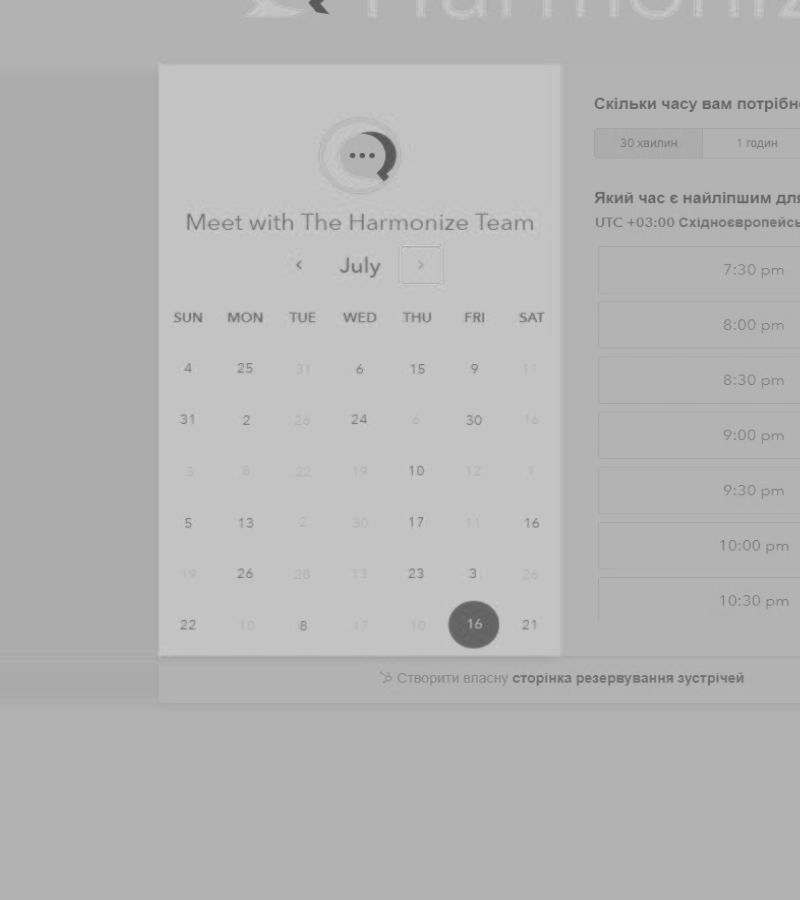 Harmoniz
Meet with The Harmonize Team
July
SUN MON TUE WED THU FRI SAT
4 25 31 6 15 9 11
31 2 26 24 6 30 16
3 8 22 19 10 12 1
5 13 2 30 17 11 16
19 26 28 13 23 3 26
22 10 8 17 10 16 21
Скільки часу вам потрібн
30 хвилин 1 годин
Який час є найліпшим для
UTC +03:00 Східноєвропейсь
7:30 pm
8:00 pm
8:30 pm
9:00 pm
9:30 pm
10:00 pm
10:30 pm
Створити власну сторінка резервування зустрічей